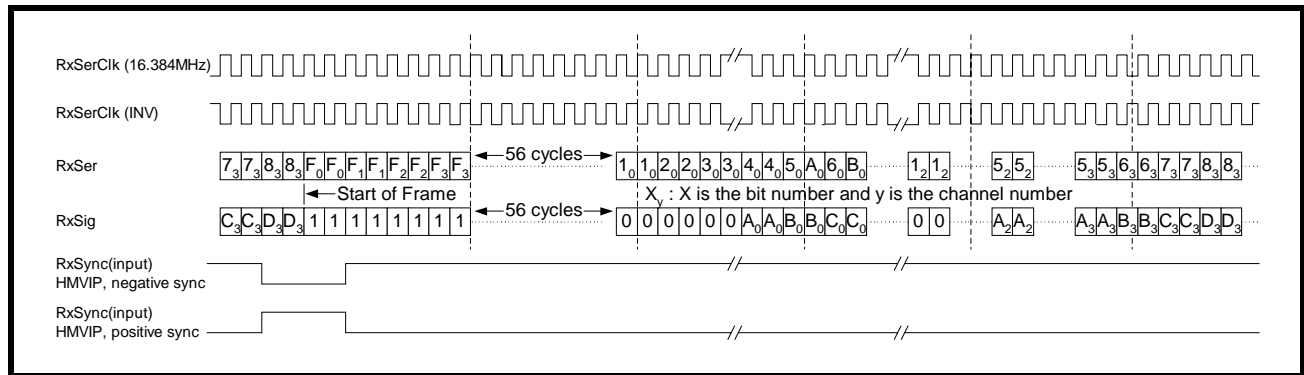 RxSerClk (16.384MHz)
RxSerClk (INV)
RxSer 7₃ 7₃ 8₃ 8₃ F₀ F₀ F₁ F₁ F₂ F₂ F₃ F₃ 56 cycles 1₀ 1₀ 2₀ 2₀ 3₀ 3₀ 4₀ 4₀ 5₀ A₀ 6₀ B₀ 1₂ 1₂ 5₂ 5₂ 5₃ 5₃ 6₃ 6₃ 7₃ 7₃ 8₃ 8₃
Start of Frame Xᵧ : X is the bit number and y is the channel number
RxSig C₃ C₃ D₃ D₃ 1 1 1 1 1 1 1 1 56 cycles 0 0 0 0 0 0 A₀ A₀ B₀ B₀ C₀ C₀ 0 0 A₂ A₂ A₃ A₃ B₃ B₃ C₃ C₃ D₃ D₃
RxSync(input)
HMVIP, negative sync
RxSync(input)
HMVIP, positive sync